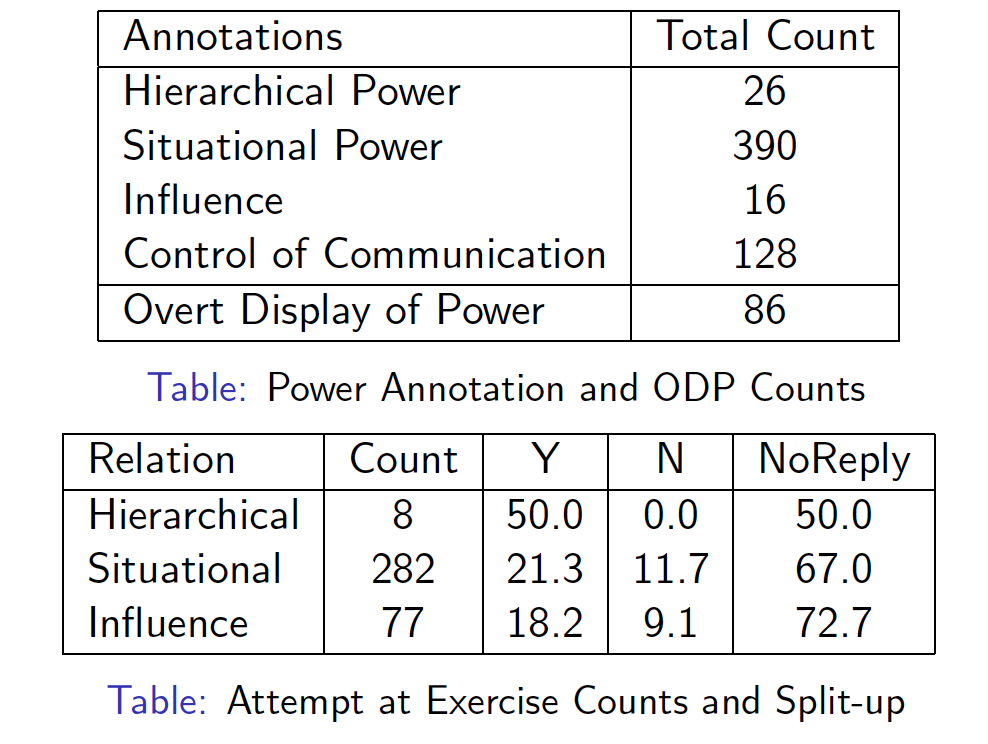 Annotations Total Count
Hierarchical Power 26
Situational Power 390
Influence 16
Control of Communication 128
Overt Display of Power 86
Table: Power Annotation and ODP Counts
Relation Count Y N NoReply
Hierarchical 8 50.0 0.0 50.0
Situational 282 21.3 11.7 67.0
Influence 77 18.2 9.1 72.7
Table: Attempt at Exercise Counts and Split-up